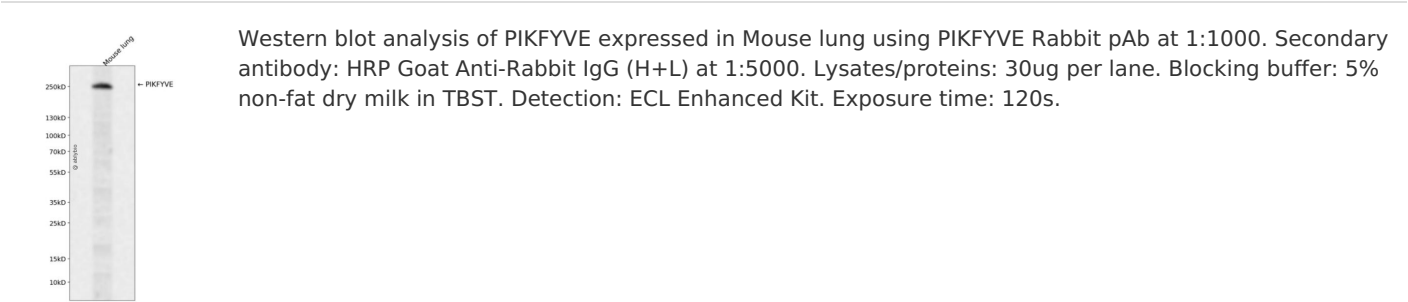 Mouse lung
Western blot analysis of PIKFYVE expressed in Mouse lung using PIKFYVE Rabbit pAb at 1:1000. Secondary
antibody: HRP Goat Anti-Rabbit IgG (H+L) at 1:5000. Lysates/proteins: 30ug per lane. Blocking buffer: 5%
non-fat dry milk in TBST. Detection: ECL Enhanced Kit. Exposure time: 120s.
250kD
← PIKFYVE
130kD
100kD
70kD
55kD
35kD
25kD
15kD
10kD